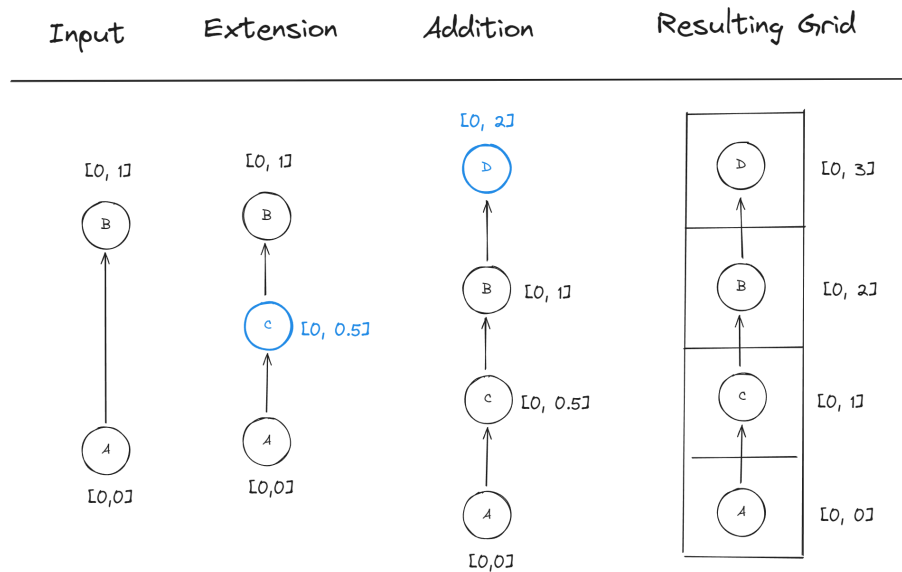 Input
Extension
Addition
Resulting Grid
[0, 1]
B
A
[0,0]
[0, 1]
B
C
[0, 0.5]
A
[0,0]
[0, 2]
D
B
[0, 1]
C
[0, 0.5]
A
[0,0]
D
[0, 3]
B
[0, 2]
C
[0, 1]
A
[0, 0]